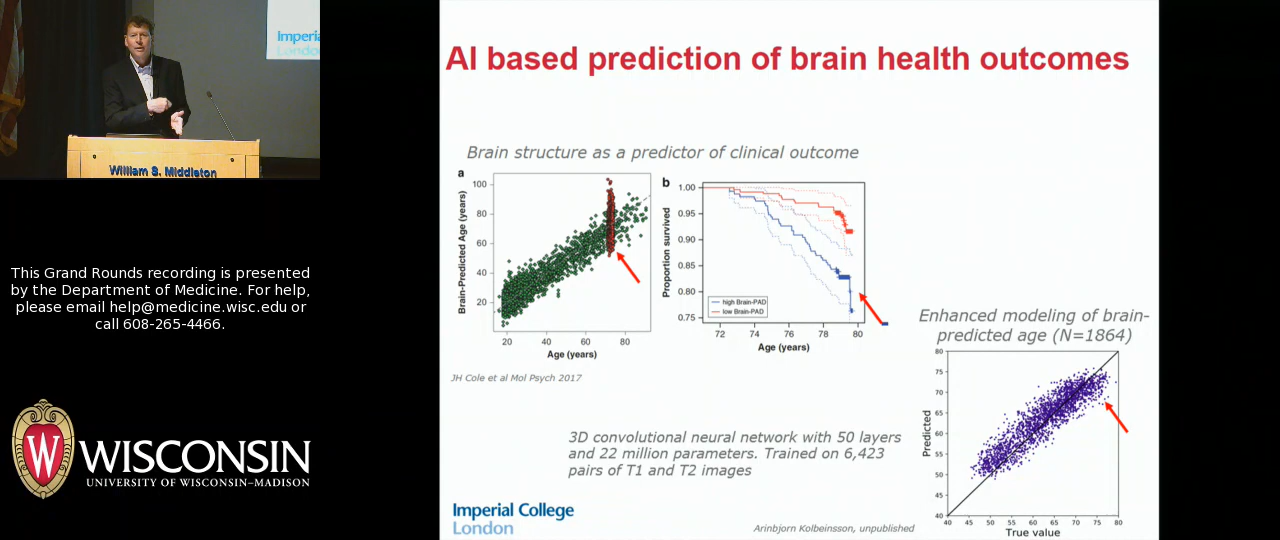 Imperial
London
William S. Middleton
This Grand Rounds recording is presented
by the Department of Medicine. For help,
please email help@medicine.wisc.edu or
call 608-265-4466.
W
WISCONSIN
UNIVERSITY OF WISCONSIN–MADISON
AI based prediction of brain health outcomes
Brain structure as a predictor of clinical outcome
a
Brain-Predicted Age (years)
100
80
60
40
20
20 40 60 80
Age (years)
b
Proportion survived
1.00
0.95
0.90
0.85
0.80
0.75
high Brain-PAD
low Brain-PAD
72 74 76 78 80
Age (years)
JH Cole et al Mol Psych 2017
Enhanced modeling of brain-
predicted age (N=1864)
Predicted
80
75
70
65
60
55
50
45
40
40 45 50 55 60 65 70 75 80
True value
3D convolutional neural network with 50 layers
and 22 million parameters. Trained on 6,423
pairs of T1 and T2 images
Imperial College
London
Arinbjorn Kolbeinsson, unpublished